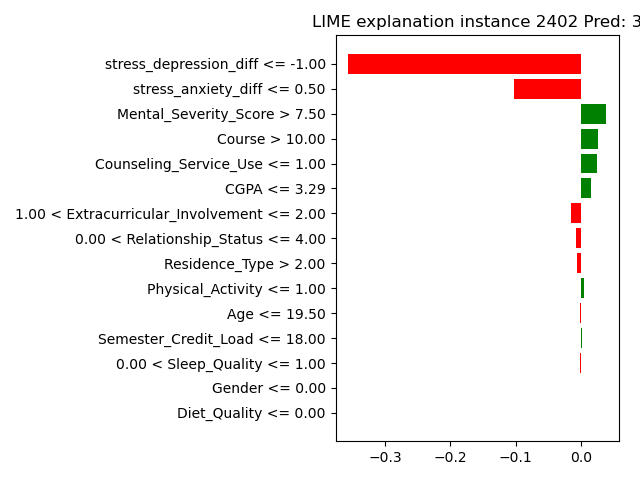 LIME explanation instance 2402 Pred: 3
stress_depression_diff <= -1.00
stress_anxiety_diff <= 0.50
Mental_Severity_Score > 7.50
Course > 10.00
Counseling_Service_Use <= 1.00
CGPA <= 3.29
1.00 < Extracurricular_Involvement <= 2.00
0.00 < Relationship_Status <= 4.00
Residence_Type > 2.00
Physical_Activity <= 1.00
Age <= 19.50
Semester_Credit_Load <= 18.00
0.00 < Sleep_Quality <= 1.00
Gender <= 0.00
Diet_Quality <= 0.00
−0.3 −0.2 −0.1 0.0